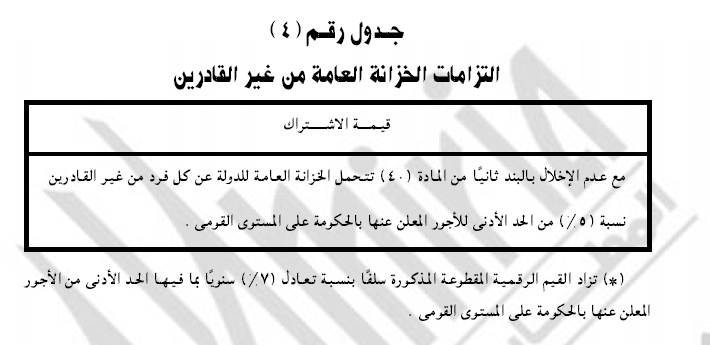 جدول رقم (٤)
التزامات الخزانة العامة من غير القادرين
قيمة الاشتراك
مع عدم الإخلال بالبند ثانيًا من المادة (٤٠) تتحمل الخزانة العامة للدولة عن كل فرد من غير القادرين
نسبة (٥٪) من الحد الأدنى للأجور المعلن عنها بالحكومة على المستوى القومى .
(*) تزاد القيم الرقمية المقطوعة المذكورة سلفًا بنسبة تعادل (٧٪) سنويًا بما فيها الحد الأدنى من الأجور
المعلن عنها بالحكومة على المستوى القومى .